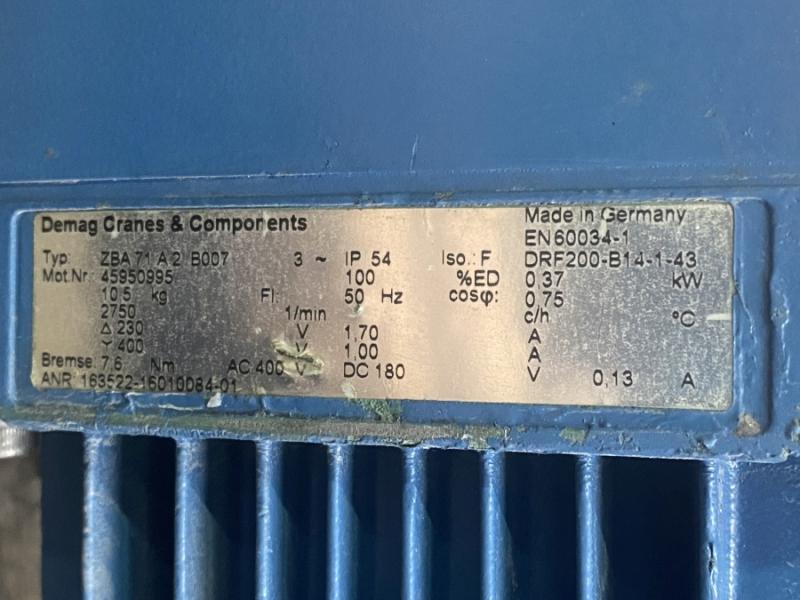 Demag Cranes & Components Made in Germany
EN60034-1
Typ: ZBA 71 A 2 B007 3 ~ IP 54 Iso.: F DRF200-B14-1-43
Mot.Nr: 45950995 100 %ED 0,37 kW
10,5 kg Fl. 50 Hz cosφ: 0,75
2750 1/min c/h °C
Δ 230 V 1,70 A
Y 400 V 1,00 A
Bremse: 7,6 Nm AC 400 V DC 180 V 0,13 A
ANR: 163522-16010084-01